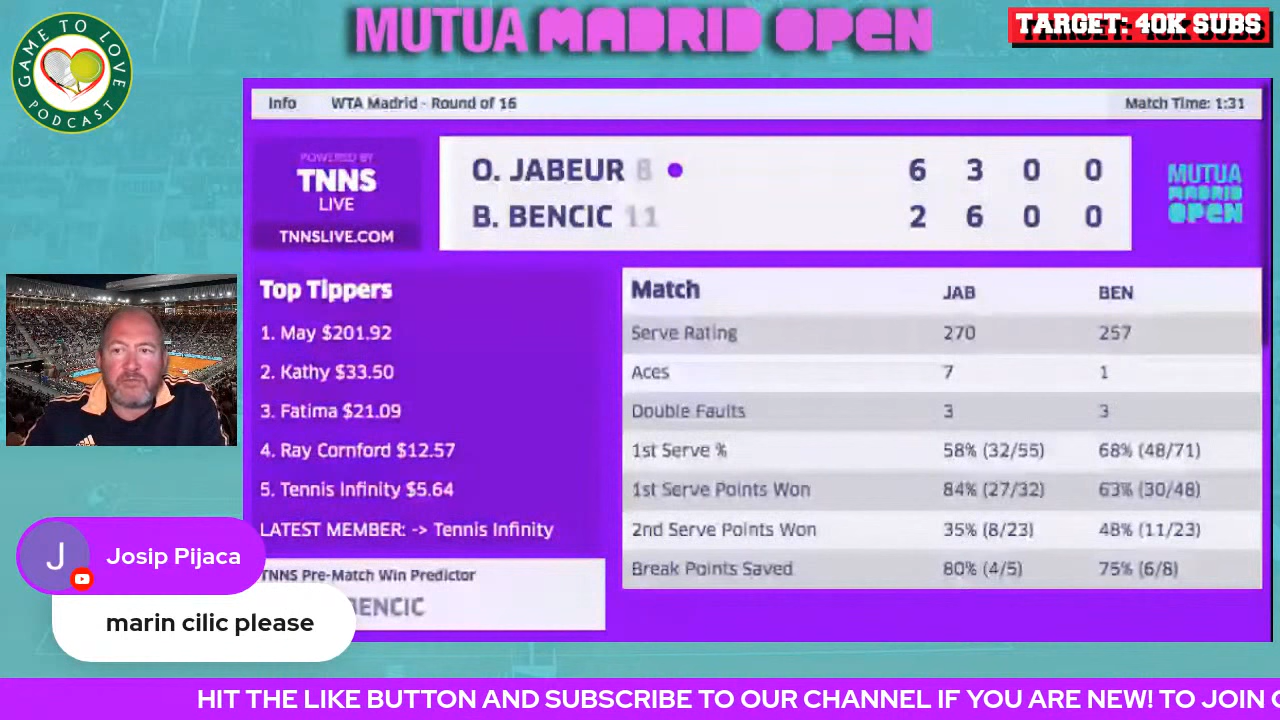 GAME TO LOVE
PODCAST
MUTUA MADRID OPEN
TARGET: 40K SUBS
Info WTA Madrid - Round of 16 Match Time: 1:31
POWERED BY
TNNS
LIVE
TNNSLIVE.COM
O. JABEUR 8 6 3 0 0
B. BENCIC 11 2 6 0 0
MUTUA
MADRID
OPEN
Top Tippers
1. May $201.92
2. Kathy $33.50
3. Fatima $21.09
4. Ray Cornford $12.57
5. Tennis Infinity $5.64
LATEST MEMBER: -> Tennis Infinity
TNNS Pre-Match Win Predictor
BENCIC
Match JAB BEN
Serve Rating 270 257
Aces 7 1
Double Faults 3 3
1st Serve % 58% (32/55) 68% (48/71)
1st Serve Points Won 84% (27/32) 63% (30/48)
2nd Serve Points Won 35% (8/23) 48% (11/23)
Break Points Saved 80% (4/5) 75% (6/8)
J
Josip Pijaca
marin cilic please
HIT THE LIKE BUTTON AND SUBSCRIBE TO OUR CHANNEL IF YOU ARE NEW! TO JOIN